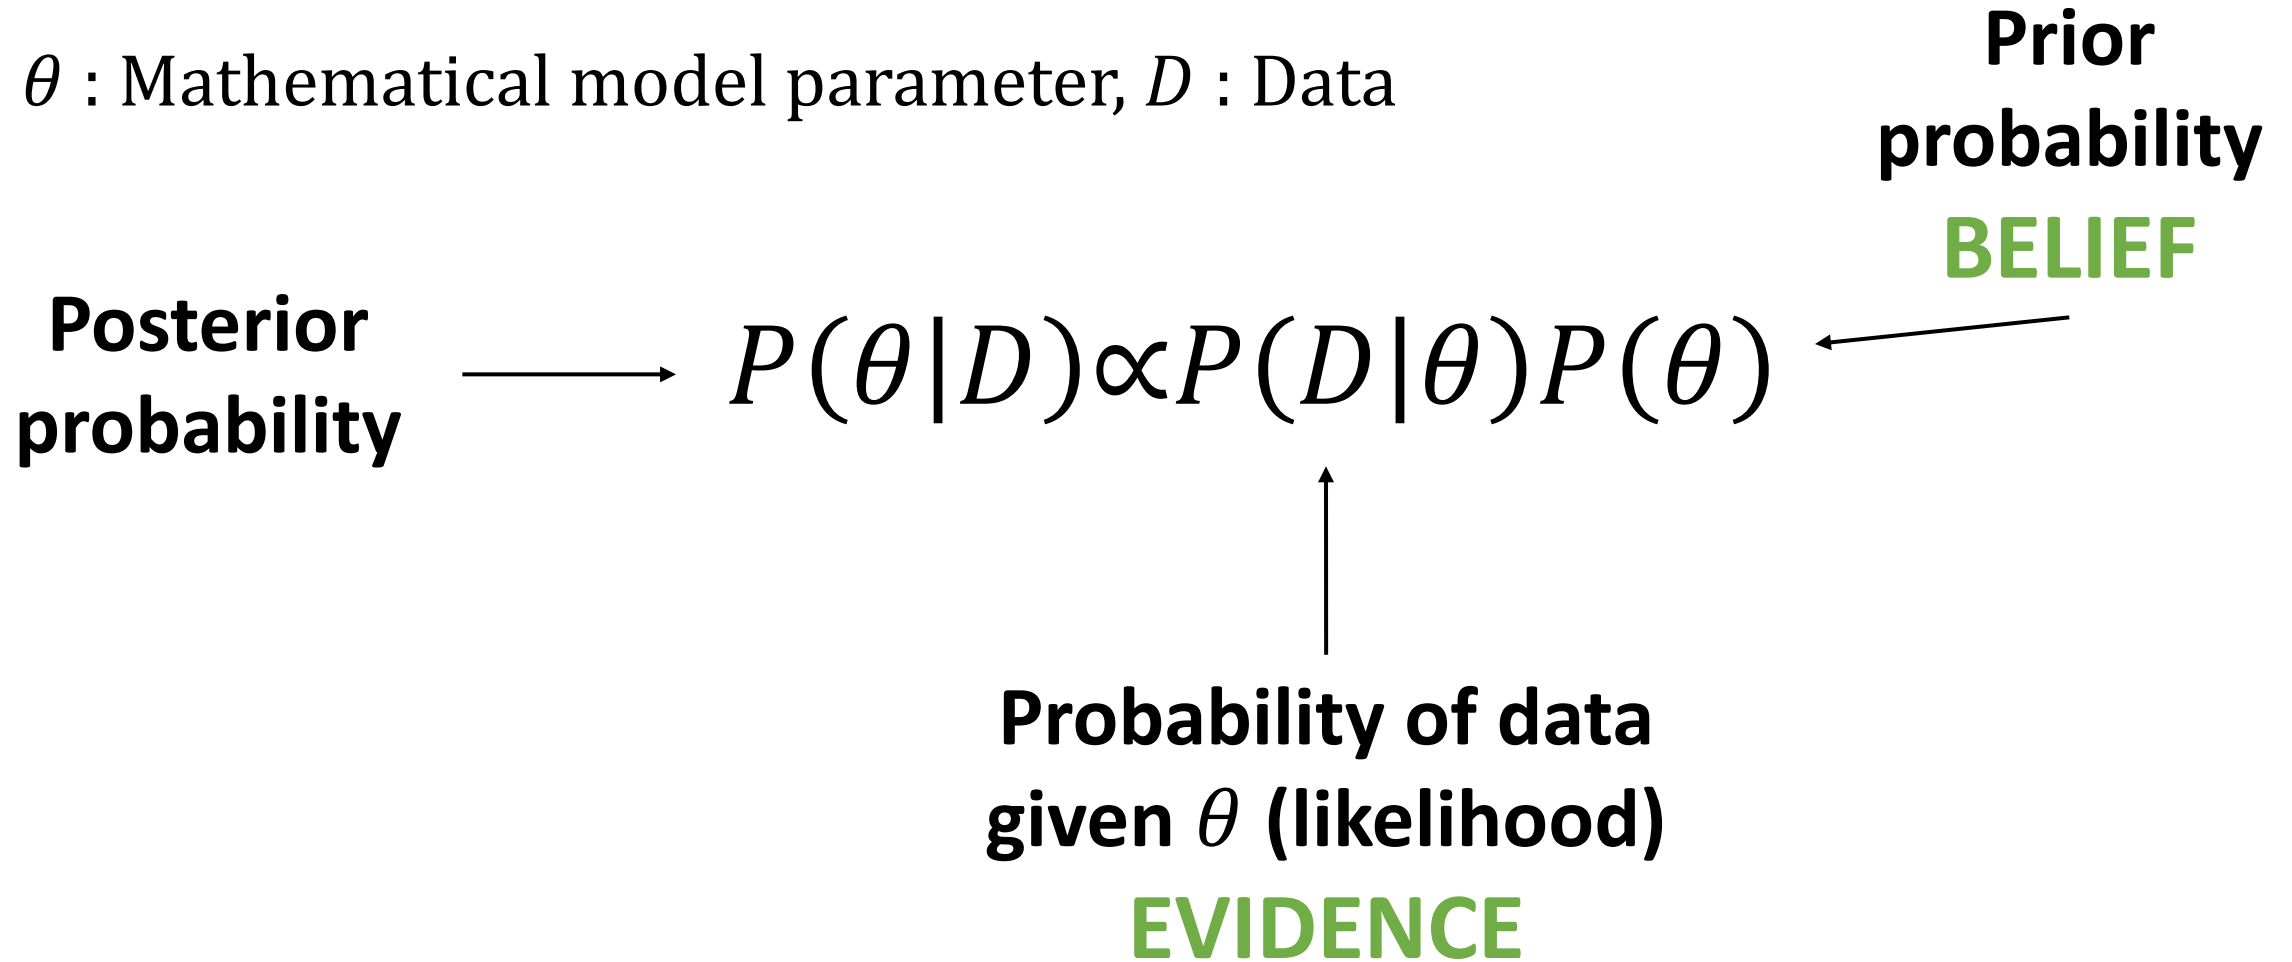 θ : Mathematical model parameter, D : Data
Prior
probability
BELIEF
Posterior
probability
P(θ|D)∝P(D|θ)P(θ)
Probability of data
given θ (likelihood)
EVIDENCE